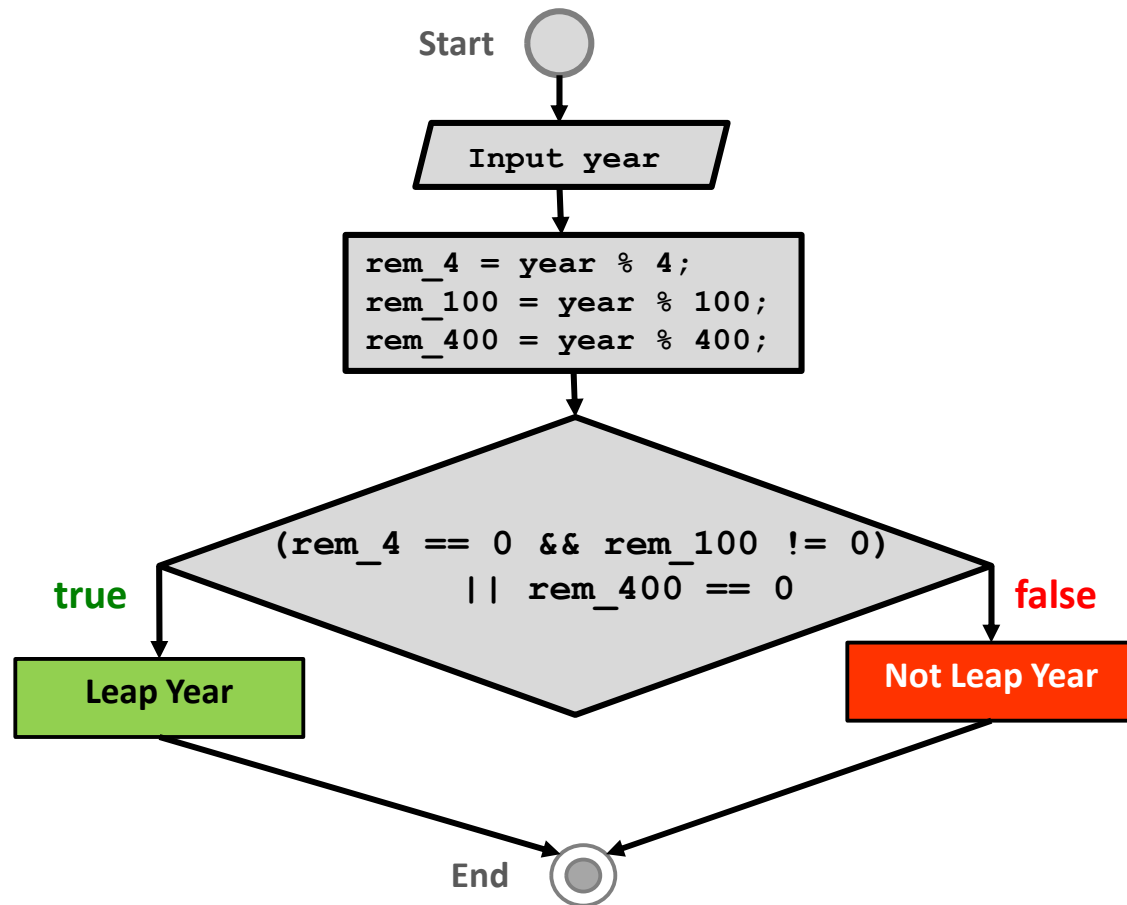 Start
Input year
rem_4 = year % 4;
rem_100 = year % 100;
rem_400 = year % 400;
(rem_4 == 0 && rem_100 != 0)
|| rem_400 == 0
true
false
Leap Year
Not Leap Year
End